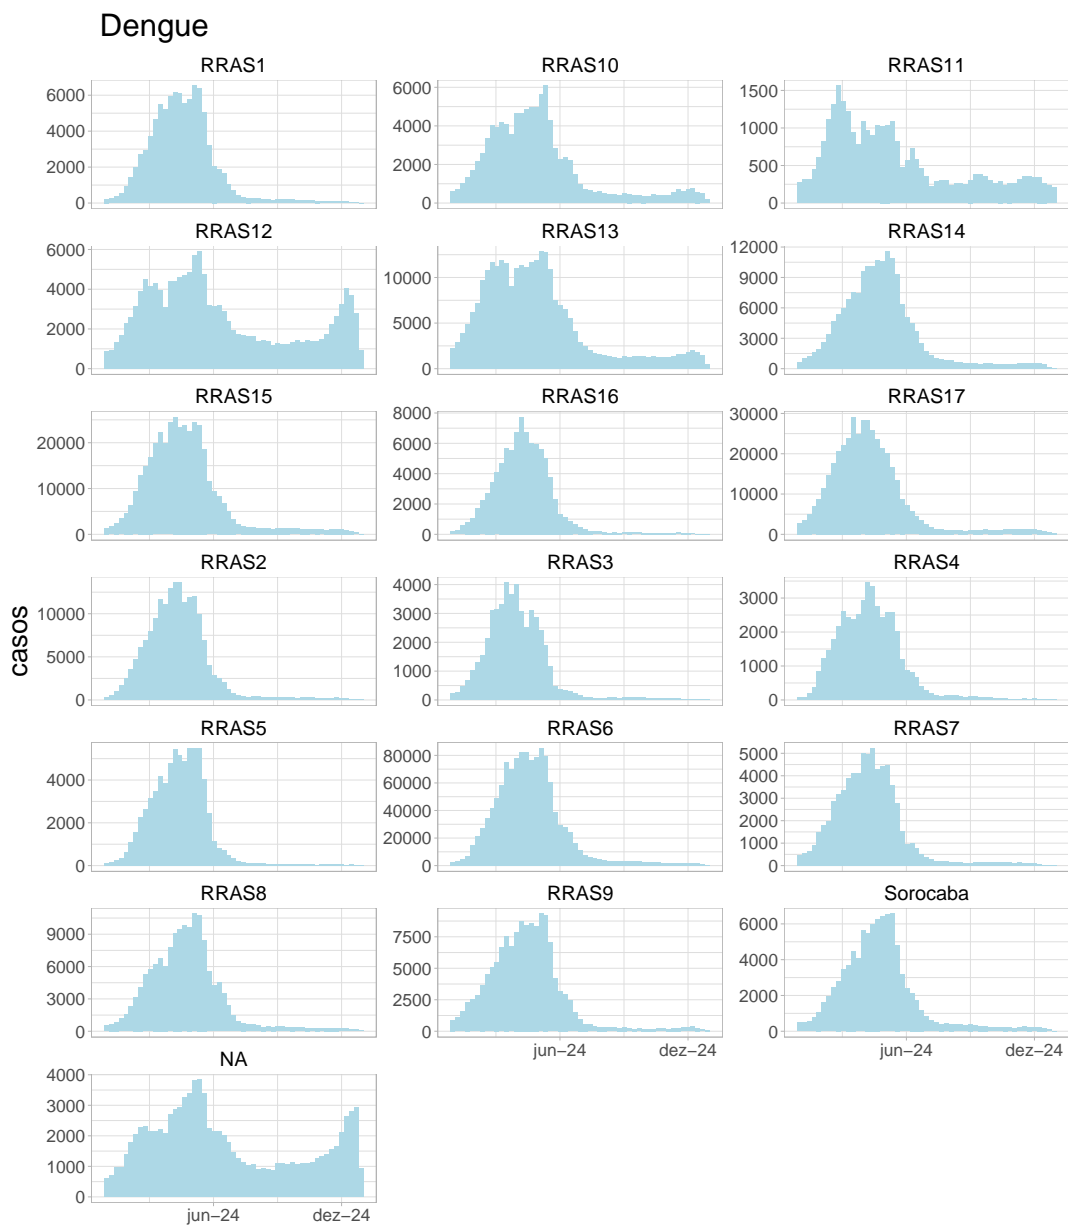 Dengue
RRAS1 RRAS10 RRAS11
6000 6000 1500
4000 4000 1000
2000 2000 500
0 0 0
RRAS12 RRAS13 RRAS14
6000 10000 12000
4000 5000 9000
2000 0 6000
0 3000
0
RRAS15 RRAS16 RRAS17
20000 8000 30000
10000 6000 20000
0 4000 10000
2000 0
0
RRAS2 RRAS3 RRAS4
10000 4000 3000
5000 3000 2000
0 2000 1000
1000 0
0
casos
RRAS5 RRAS6 RRAS7
4000 80000 5000
2000 60000 4000
0 40000 3000
20000 2000
0 1000
0
RRAS8 RRAS9 Sorocaba
9000 7500 6000
6000 5000 4000
3000 2500 2000
0 0 0
jun−24 dez−24 jun−24 dez−24
NA
4000
3000
2000
1000
0
jun−24 dez−24